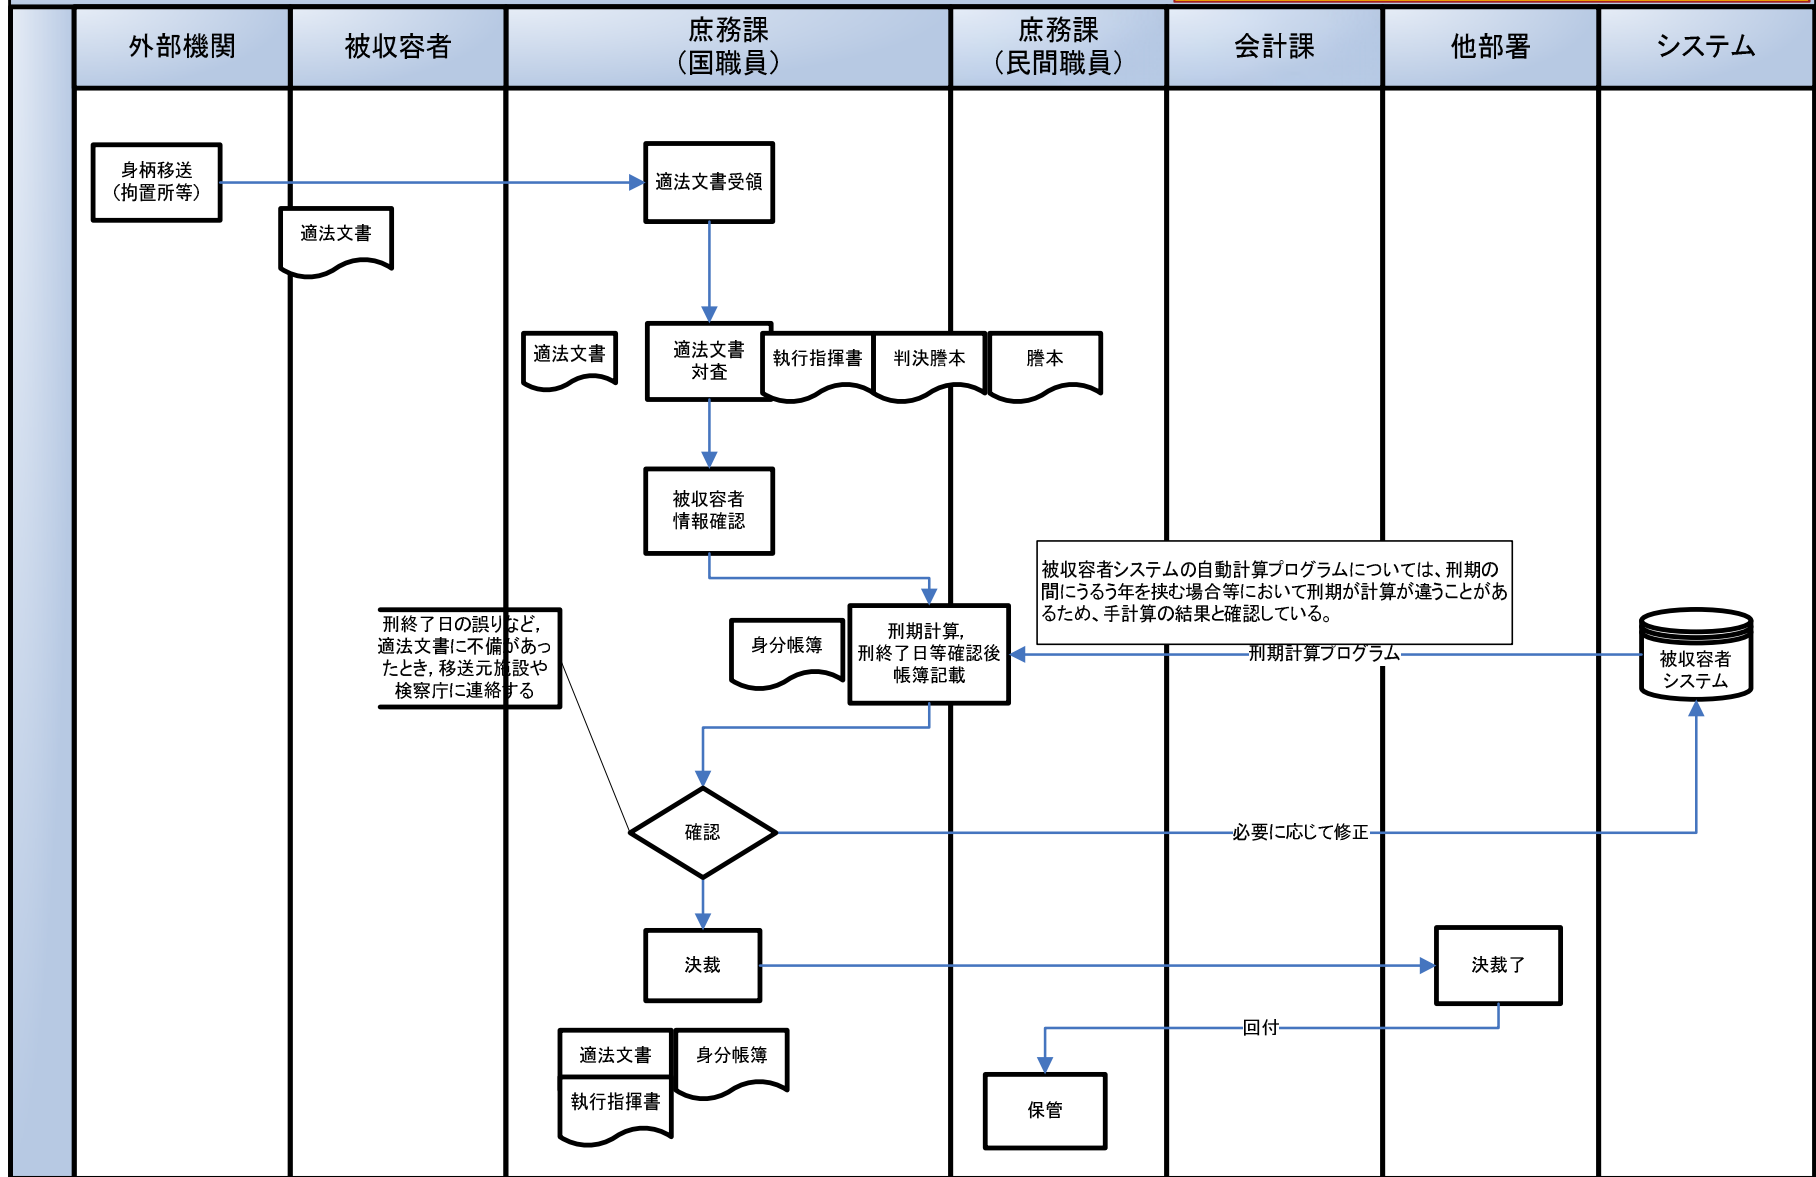 外部機関
被収容者
庶務課
（国職員）
庶務課
（民間職員）
会計課
他部署
システム
身柄移送
（拘置所等）
適法文書受領
適法文書
適法文書
適法文書
対査
執行指揮書
判決謄本
謄本
被収容者
情報確認
被収容者システムの自動計算プログラムについては、刑期の
間にうるう年を挟む場合等において刑期が計算が違うことがあ
るため、手計算の結果と確認している。
刑終了日の誤りなど，
適法文書に不備があっ
たとき，移送元施設や
検察庁に連絡する
身分帳簿
刑期計算，
刑終了日等確認後
帳簿記載
刑期計算プログラム
被収容者
システム
確認
必要に応じて修正
決裁
決裁了
回付
適法文書
身分帳簿
執行指揮書
保管